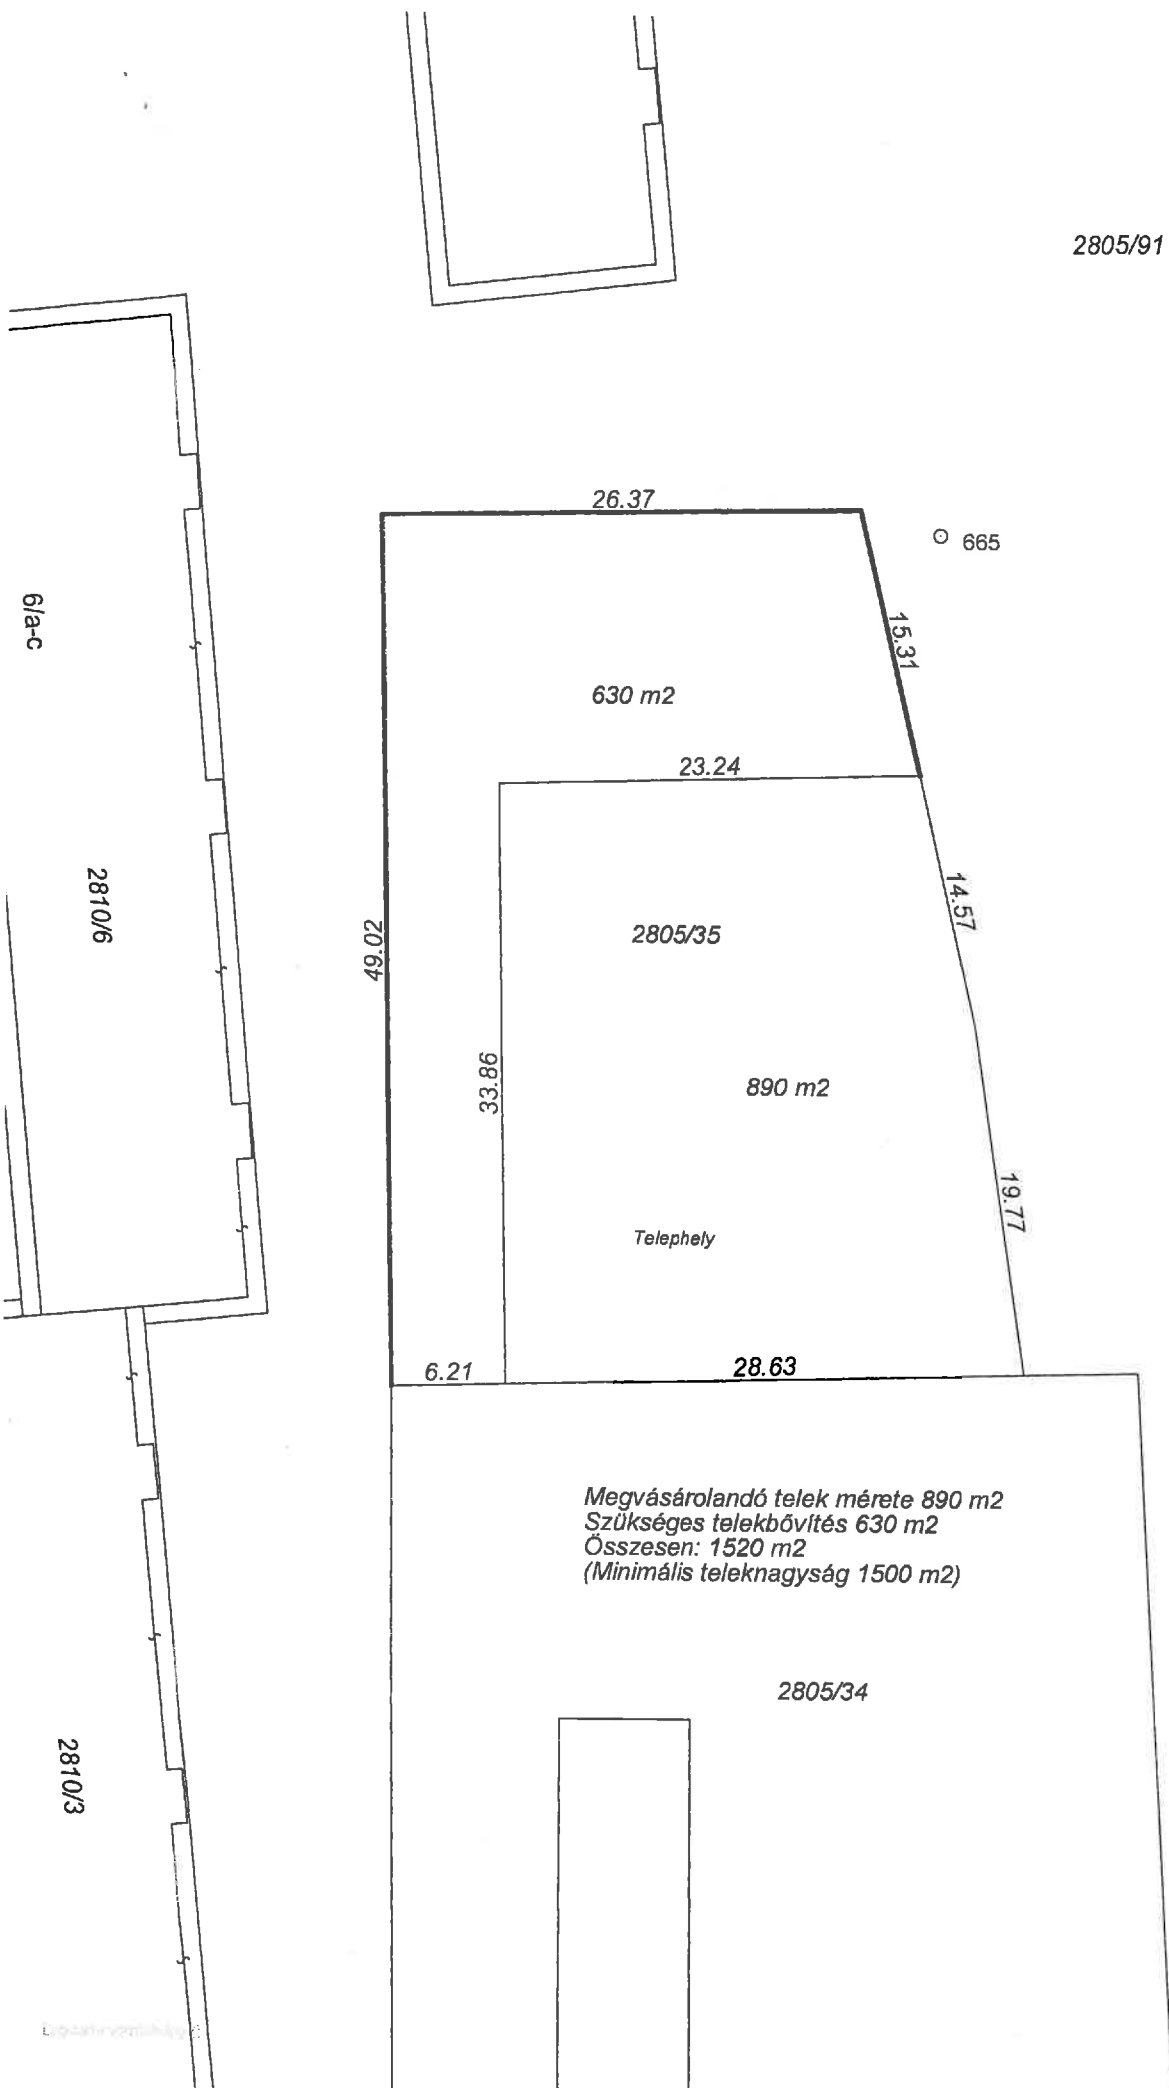 2805/91
26.37
665
6/a-c
15.31
630 m2
23.24
2810/6
14.57
2805/35
49.02
33.86
890 m2
19.77
Telephely
6.21
28.63
Megvásárolandó telek mérete 890 m2
Szükséges telekbővítés 630 m2
Összesen: 1520 m2
(Minimális teleknagyság 1500 m2)
2805/34
2810/3